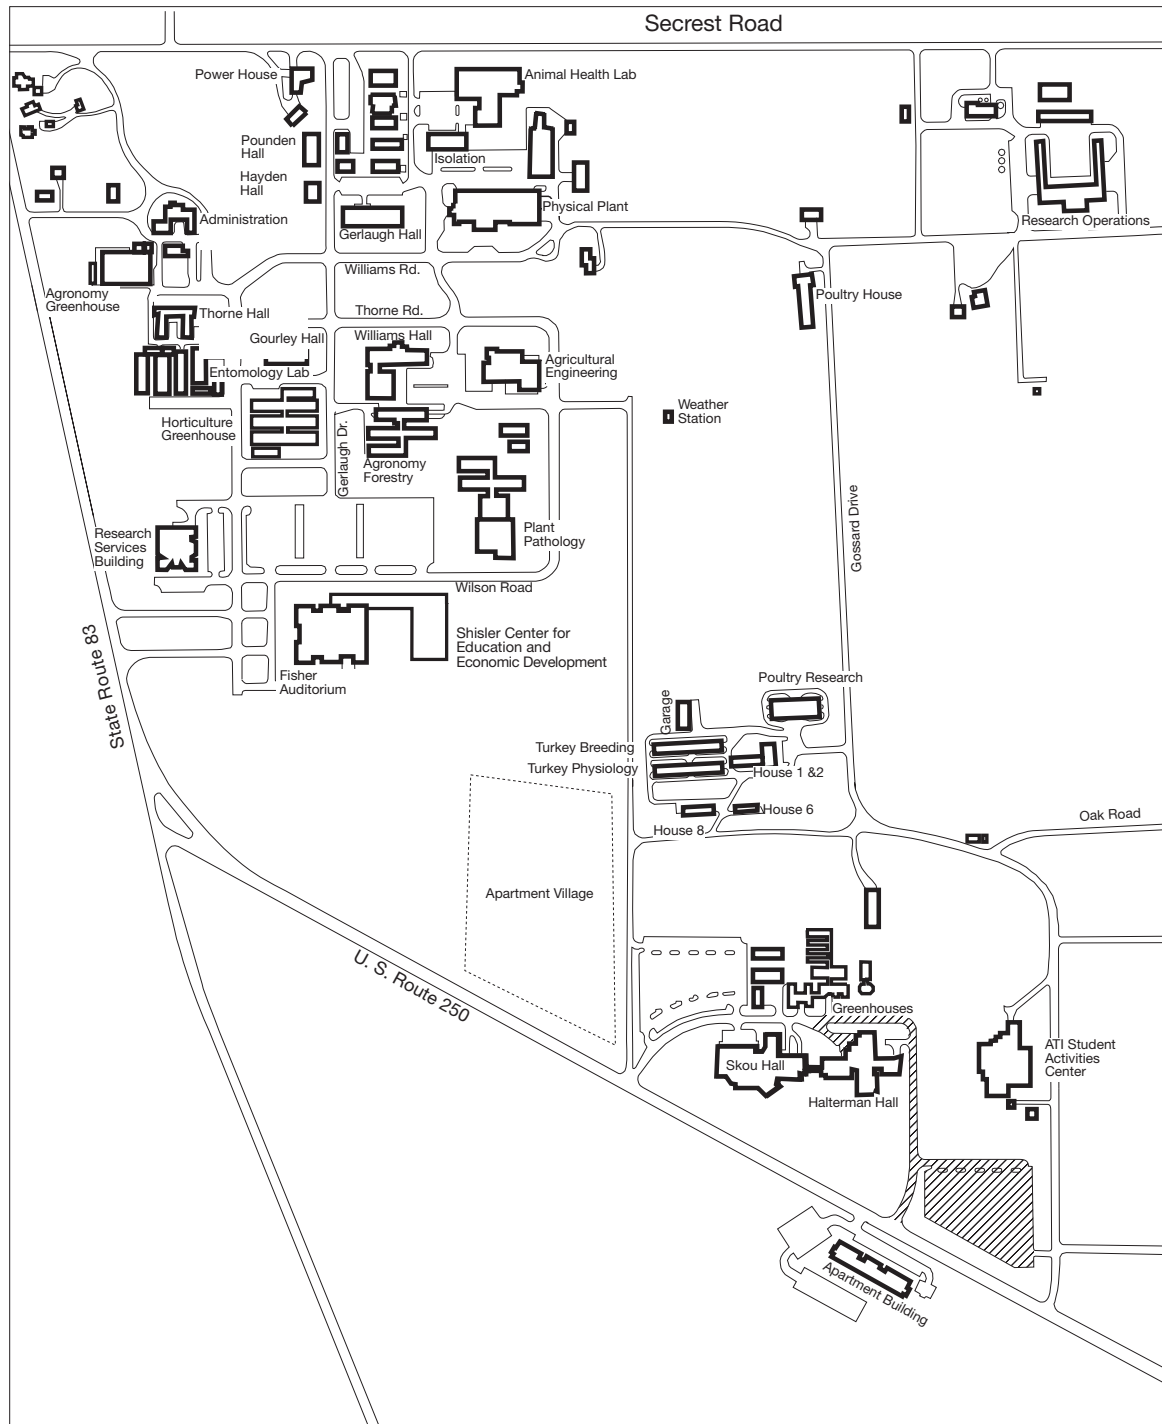 Secrest Road
Power House
Animal Health Lab
Pounden
Hall
Isolation
Hayden
Hall
Administration
Physical Plant
Gerlaugh Hall
Research Operations
Williams Rd.
Agronomy
Greenhouse
Poultry House
Thorne Hall
Thorne Rd.
Gourley Hall
Williams Hall
Agricultural
Engineering
Entomology Lab
Weather
Station
Horticulture
Greenhouse
Gerlaugh Dr.
Agronomy
Forestry
Gossard Drive
Research
Services
Building
Plant
Pathology
Wilson Road
State Route 83
Shisler Center for
Education and
Economic Development
Fisher
Auditorium
Poultry Research
Garage
Turkey Breeding
Turkey Physiology
House 1 &2
House 6
House 8
Oak Road
Apartment Village
U. S. Route 250
Greenhouses
Skou Hall
ATI Student
Activities
Center
Halterman Hall
Apartment Building